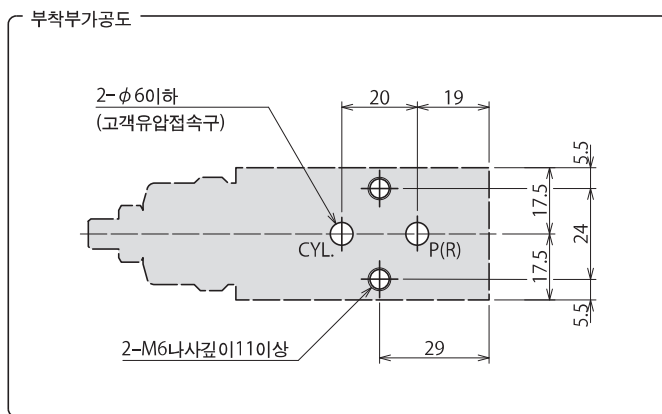 부착부가공도
2-φ6이하
(고객유압접속구)
20
19
5.5
17.5
24
17.5
5.5
CYL.
P(R)
2-M6나사깊이11이상
29